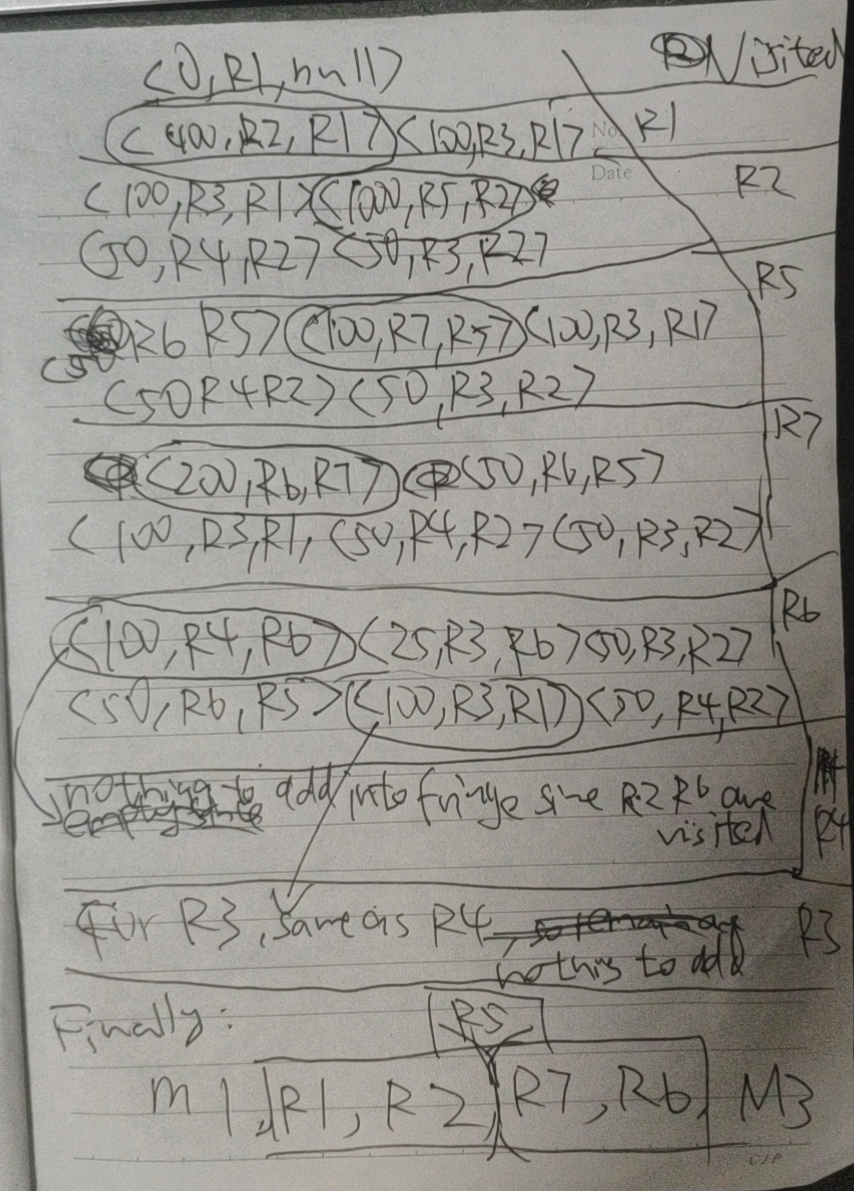 <0, R1, null>
Visited
<400, R2, R1> <100, R3, R1> R1
No.
Date
<100, R3, R1> <1000, R5, R2> R2
<50, R4, R2> <50, R3, R2>
R5
<50 R6 R5> <100, R7, R5> <100, R3, R1>
<50 R4 R2> <50, R3, R2>
R7
<200, R6, R7> <50, R6, R5>
<100, R3, R1, <50, R4, R2> <50, R3, R2>
R6
<100, R4, R6> <25, R3, R6> <50, R3, R2>
<50, R6, R5> <100, R3, R1> <50, R4, R2>
nothing to add into fringe sine R2 R6 are
visited
R4
For R3, same as R4 R3
nothis to add
Finally:
R5
M1, R1, R2, R7, R6, M3